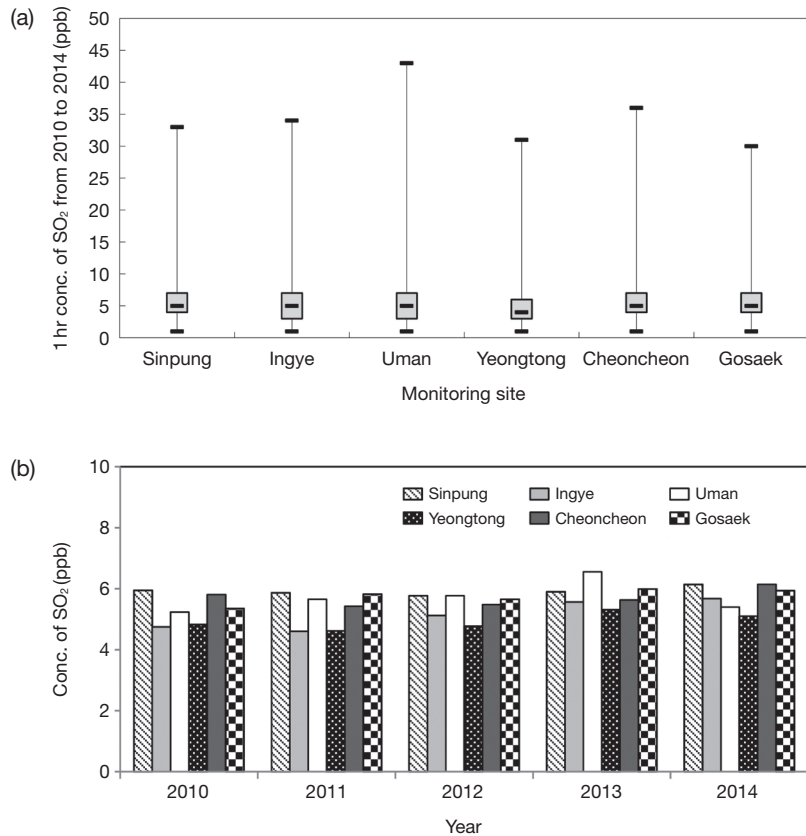 (a)
1 hr conc. of SO₂ from 2010 to 2014 (ppb)
50
45
40
35
30
25
20
15
10
5
0
Sinpung Ingye Uman Yeongtong Cheoncheon Gosaek
Monitoring site
(b)
Conc. of SO₂ (ppb)
10
8
6
4
2
0
Sinpung Ingye Uman
Yeongtong Cheoncheon Gosaek
2010 2011 2012 2013 2014
Year